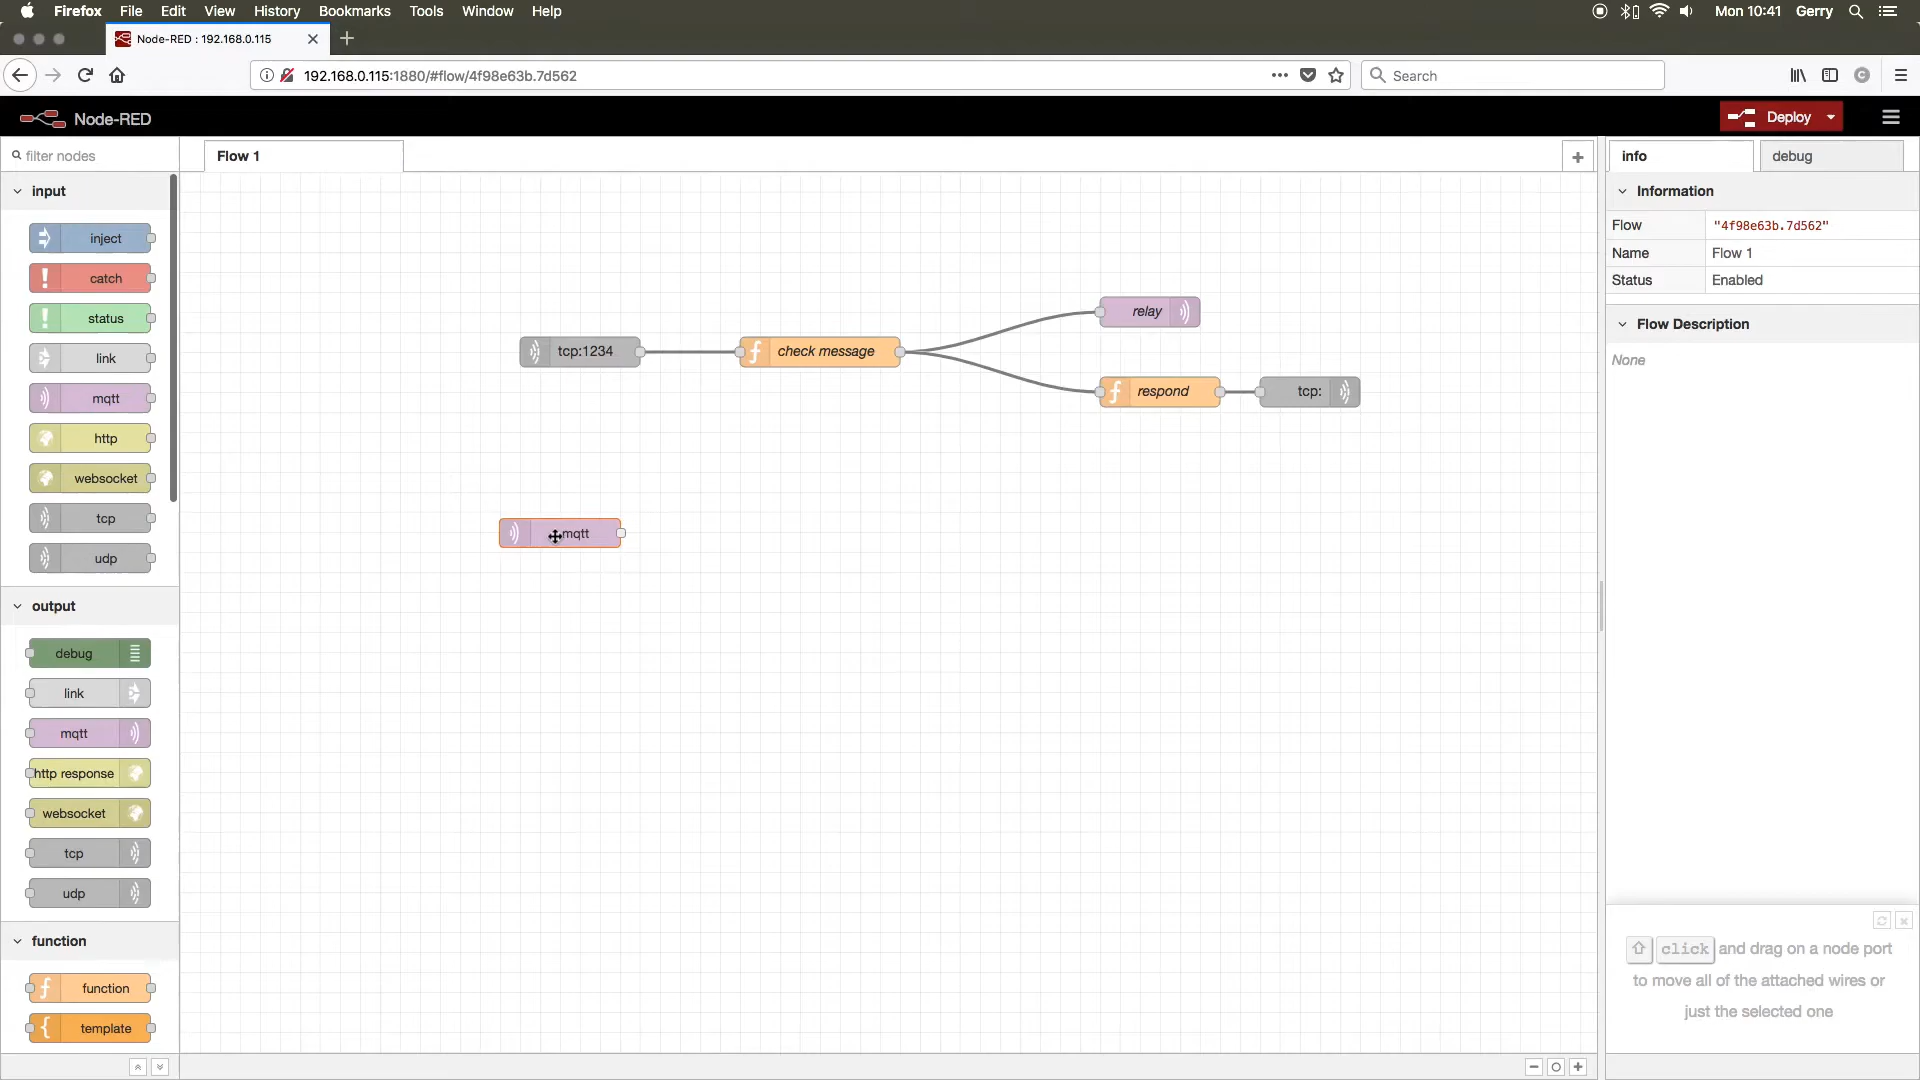 Firefox File Edit View History Bookmarks Tools Window Help
Mon 10:41 Gerry
Node-RED : 192.168.0.115
192.168.0.115:1880/#flow/4f98e63b.7d562
Search
Node-RED
Deploy
filter nodes
Flow 1
info
debug
input
inject
catch
status
link
mqtt
http
websocket
tcp
udp
output
debug
link
mqtt
http response
websocket
tcp
udp
function
function
template
tcp:1234
check message
relay
respond
tcp:
mqtt
Information
Flow "4f98e63b.7d562"
Name Flow 1
Status Enabled
Flow Description
None
click and drag on a node port
to move all of the attached wires or
just the selected one